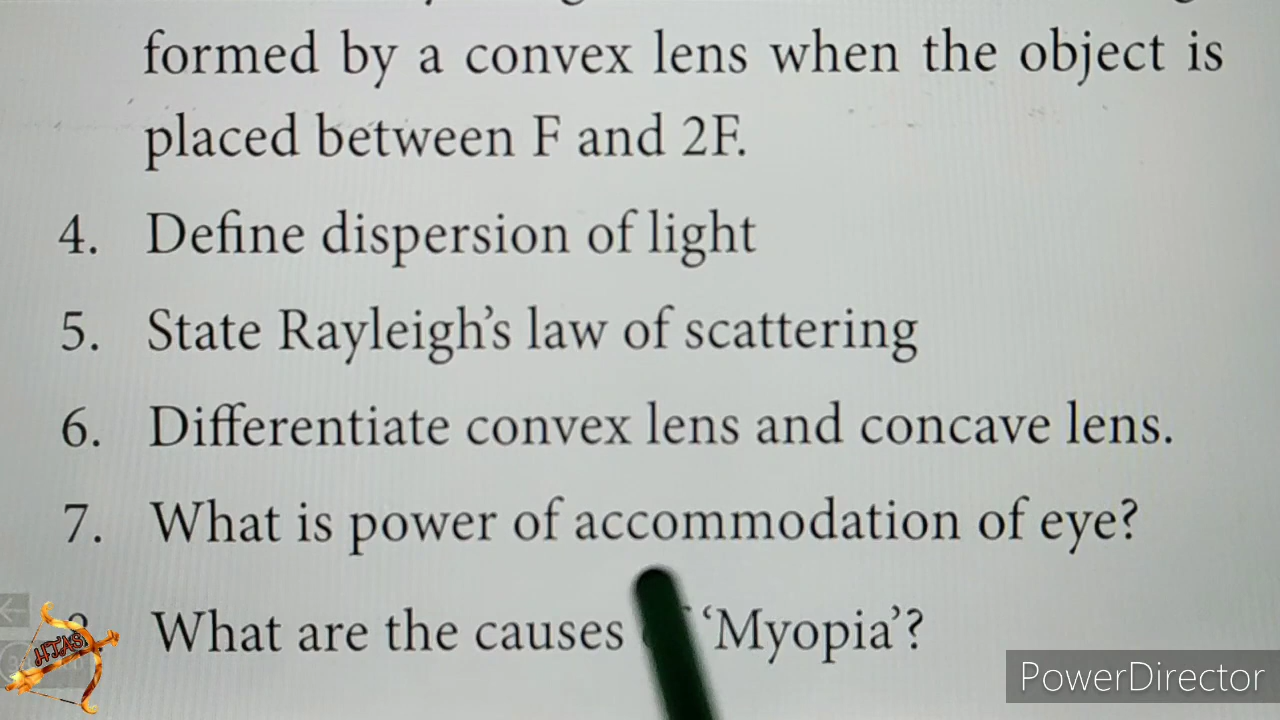 formed by a convex lens when the object is
placed between F and 2F.
4. Define dispersion of light
5. State Rayleigh's law of scattering
6. Differentiate convex lens and concave lens.
7. What is power of accommodation of eye?
What are the causes 'Myopia'?
HTAS
PowerDirector